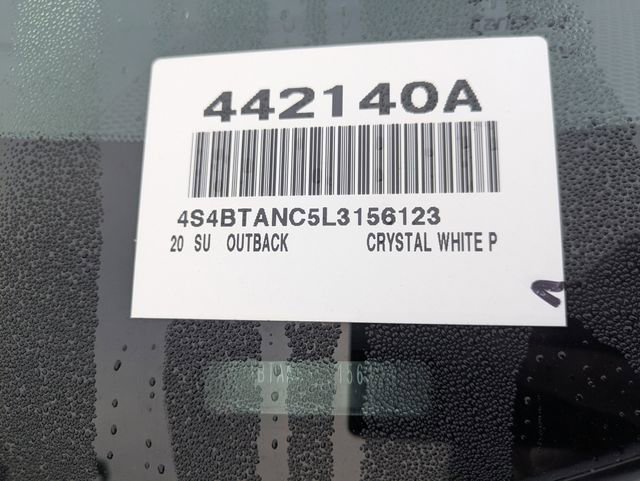 442140A
4S4BTANC5L3156123
20 SU OUTBACK CRYSTAL WHITE P